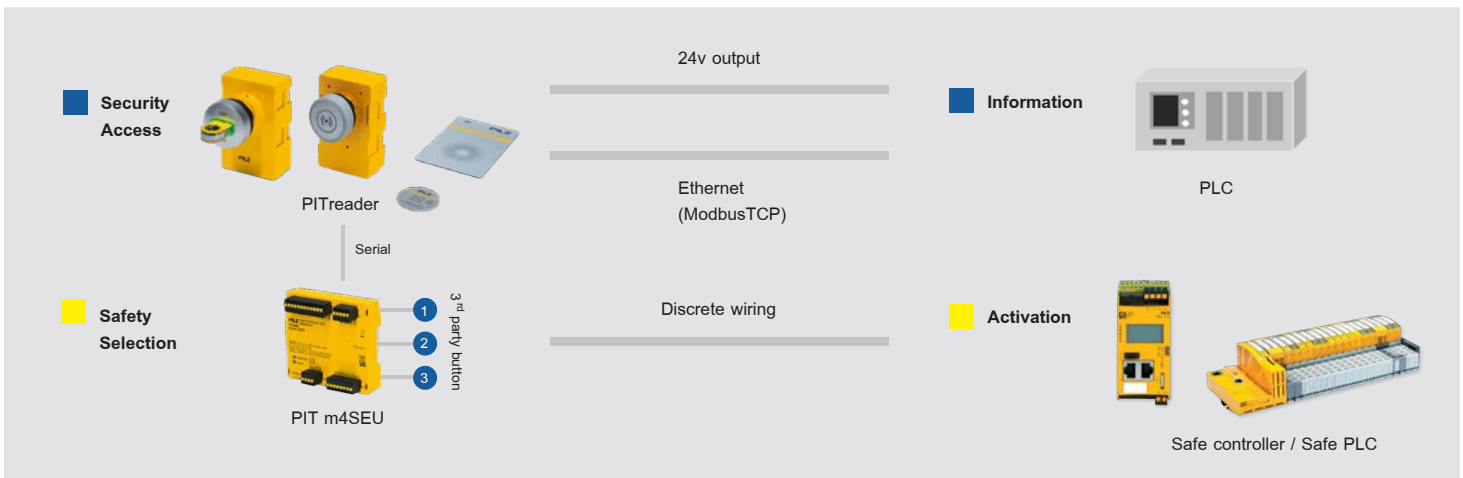 24v output
Security
Access
Information
PITreader
Ethernet
(ModbusTCP)
PLC
Serial
Safety
Selection
1
2
3
3rd party button
Discrete wiring
Activation
PIT m4SEU
Safe controller / Safe PLC
PILZ